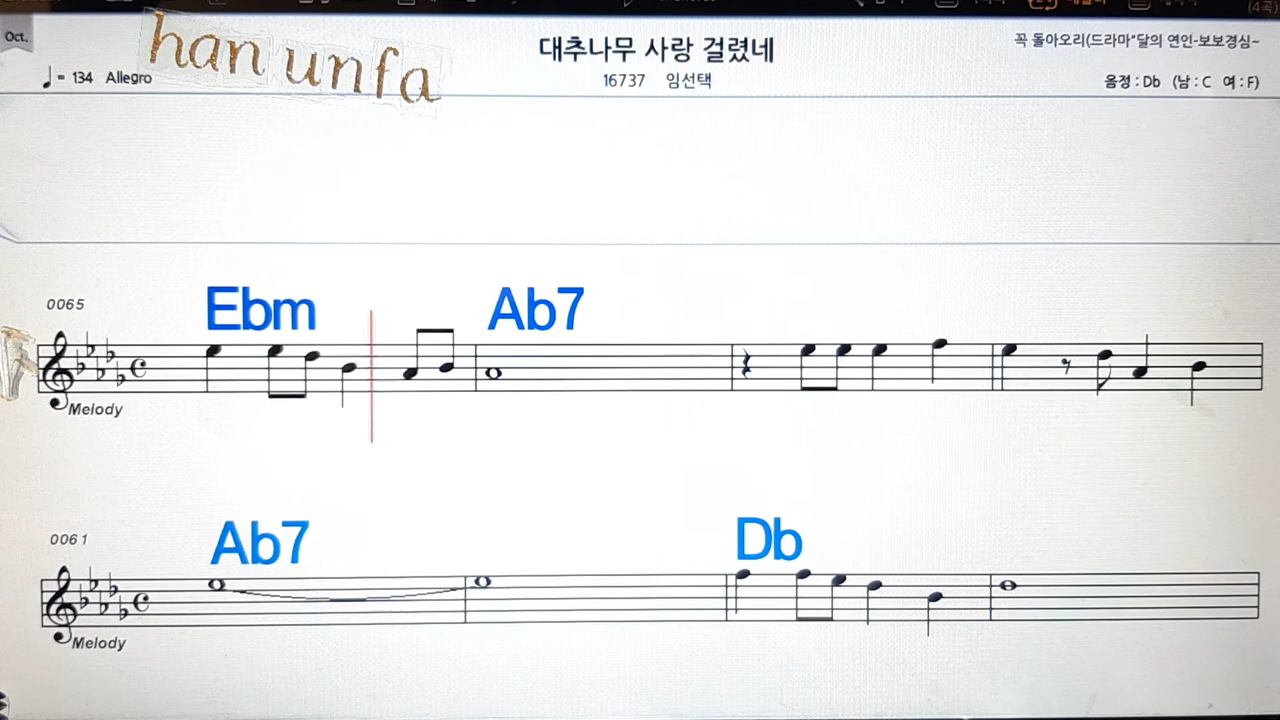 (4곡)
Oct.
han unfa
대추나무 사랑 걸렸네
꼭 돌아오리(드라마"달의 연인-보보경심~
♩= 134 Allegro
16737 임선택
음정 : Db (남 : C 여 : F)
0065
Ebm Ab7
Melody
0061
Ab7 Db
Melody